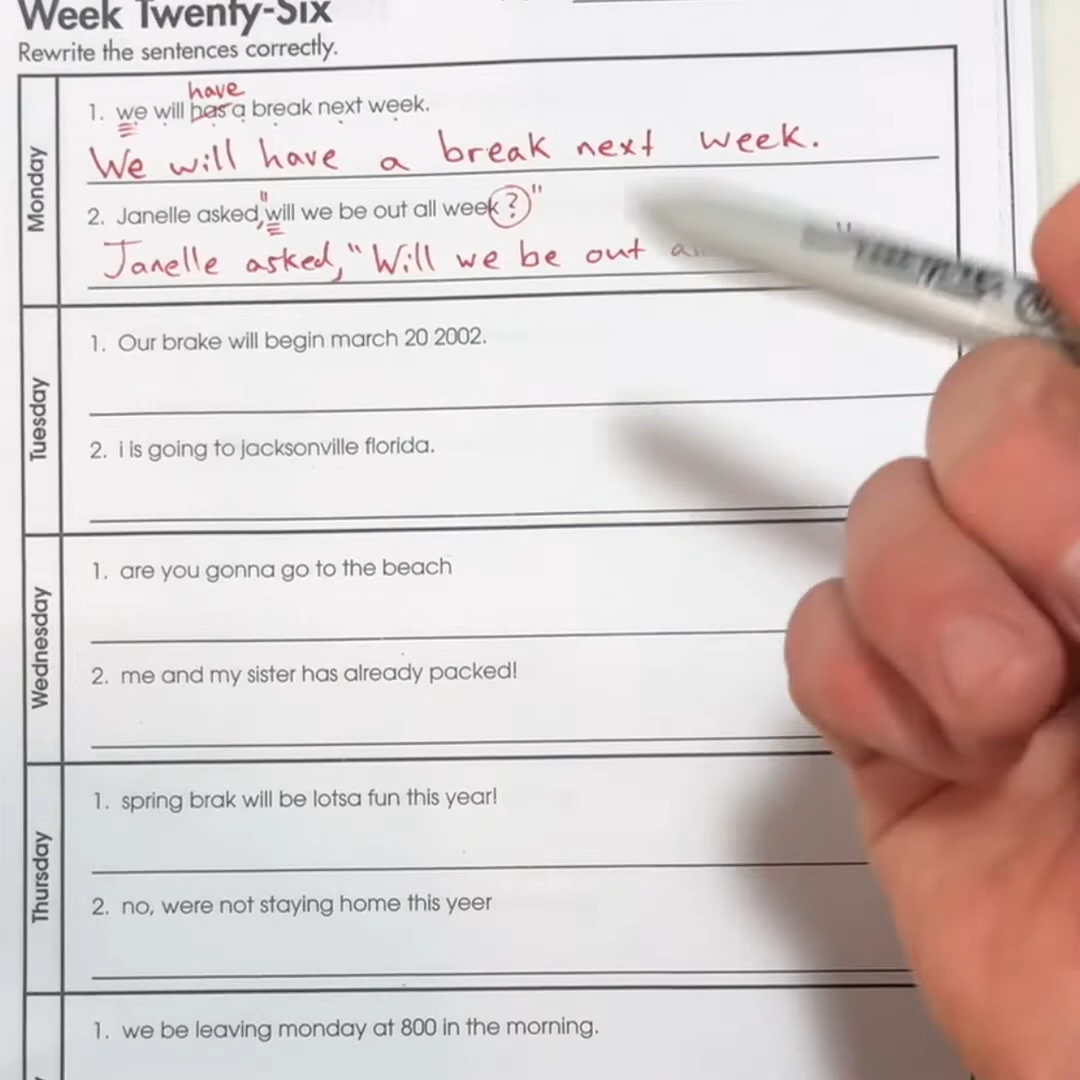 Week Twenty-Six
Rewrite the sentences correctly.
Monday
have
1. we will has a break next week.
We will have a break next week.
2. Janelle asked,"will we be out all week?"
Janelle asked,"Will we be out
Tuesday
1. Our brake will begin march 20 2002.
2. i is going to jacksonville florida.
Wednesday
1. are you gonna go to the beach
2. me and my sister has already packed!
Thursday
1. spring brak will be lotsa fun this year!
2. no, were not staying home this yeer
1. we be leaving monday at 800 in the morning.